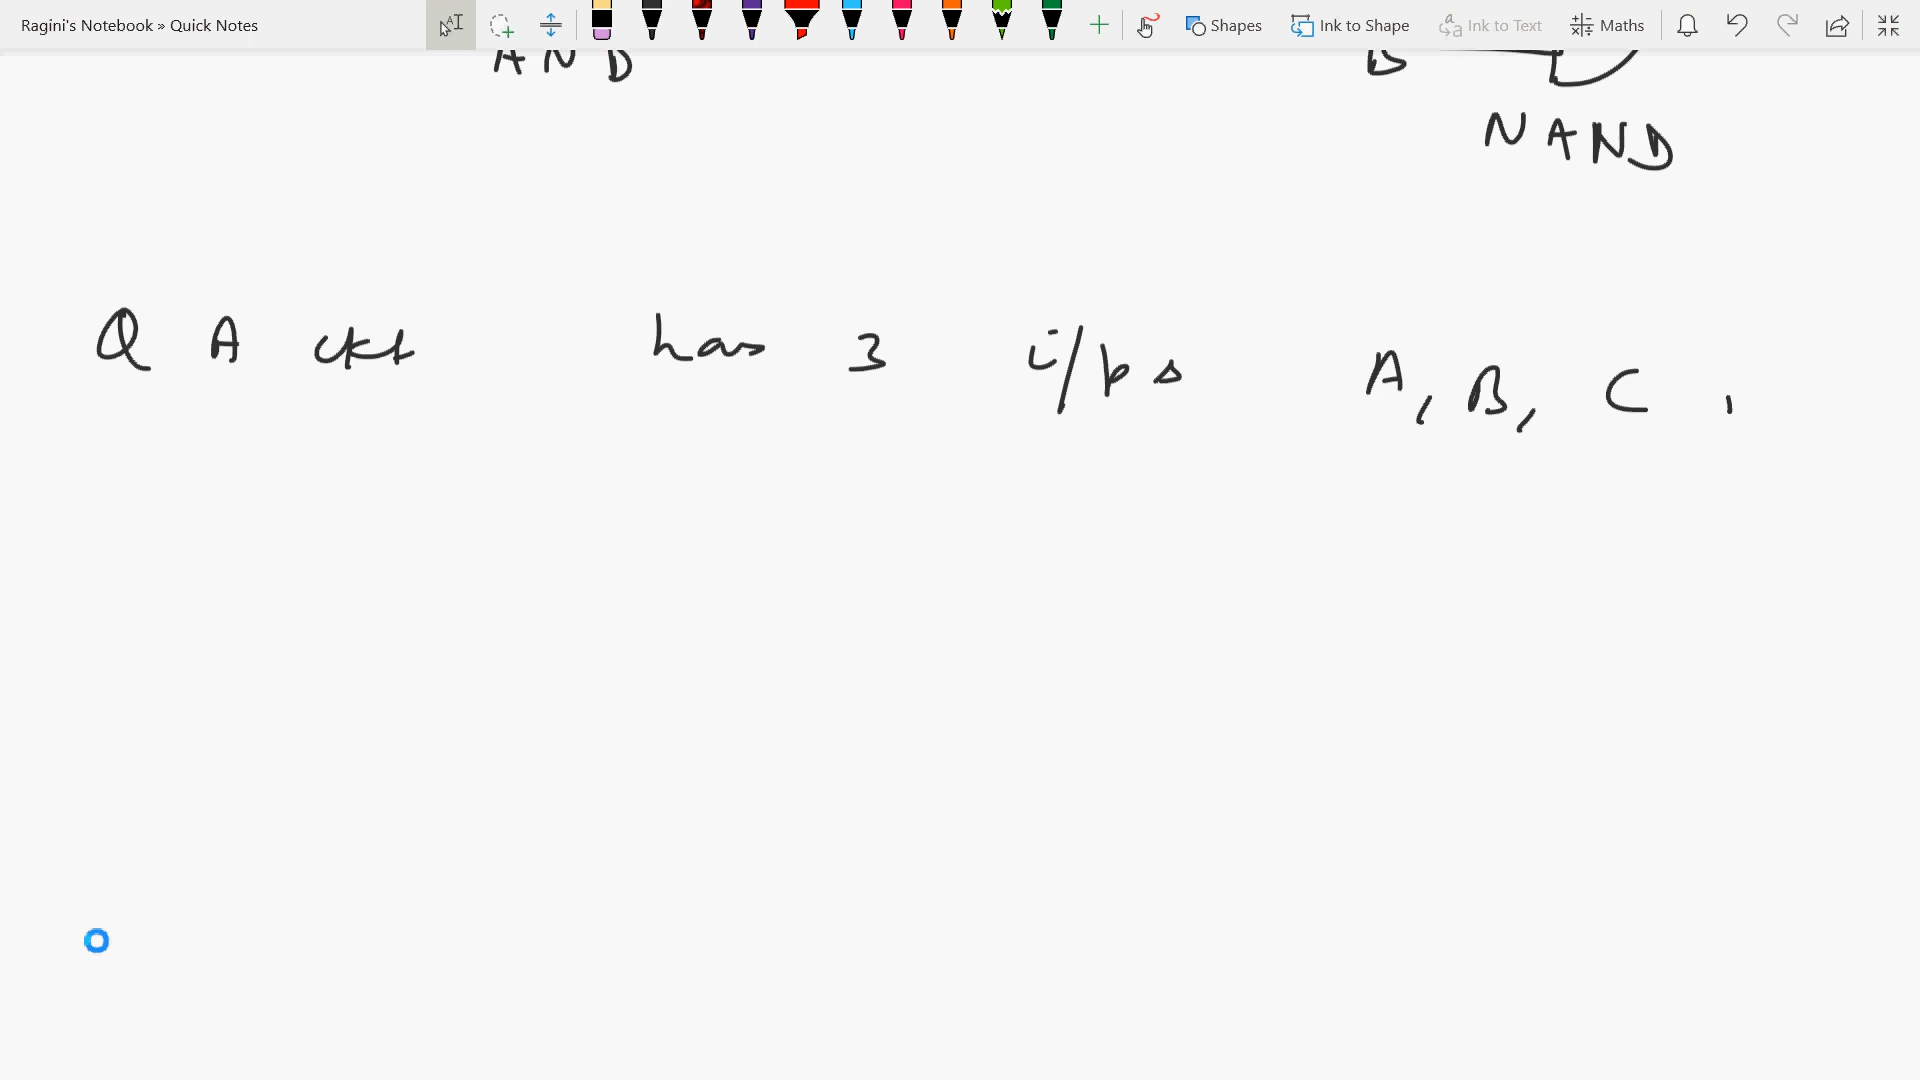 Ragini's Notebook » Quick Notes
Shapes
Ink to Shape
Ink to Text
Maths
AND
B
NAND
Q A ckt has 3 i/ps A, B, C,